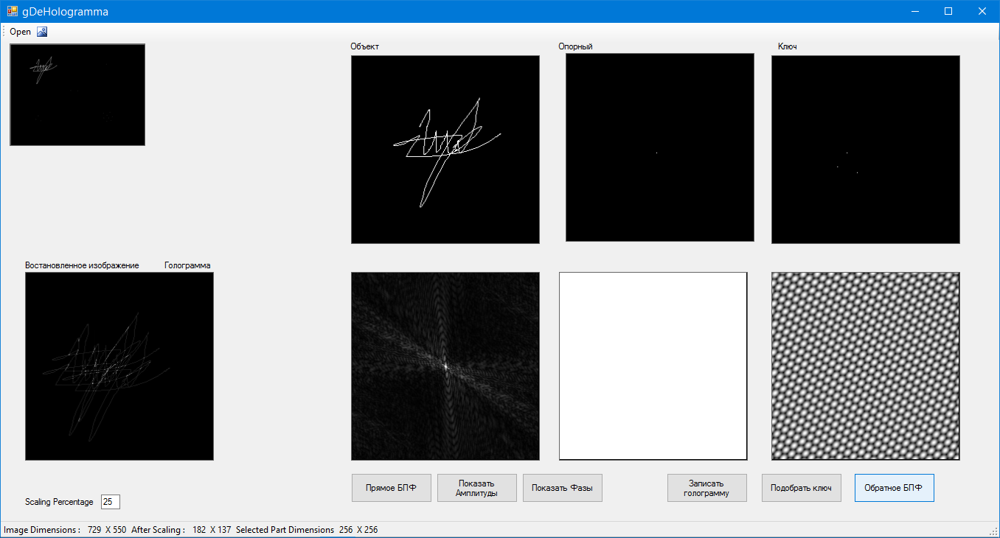 gDeHologramma
Open
Объект
Опорный
Ключ
Востановленное изображение
Голограмма
Прямое БПФ
Показать
Амплитуды
Показать Фазы
Записать
голограмму
Подобрать ключ
Обратное БПФ
Scaling Percentage 25
Image Dimensions : 729 X 550 After Scaling : 182 X 137 Selected Part Dimensions 256 X 256